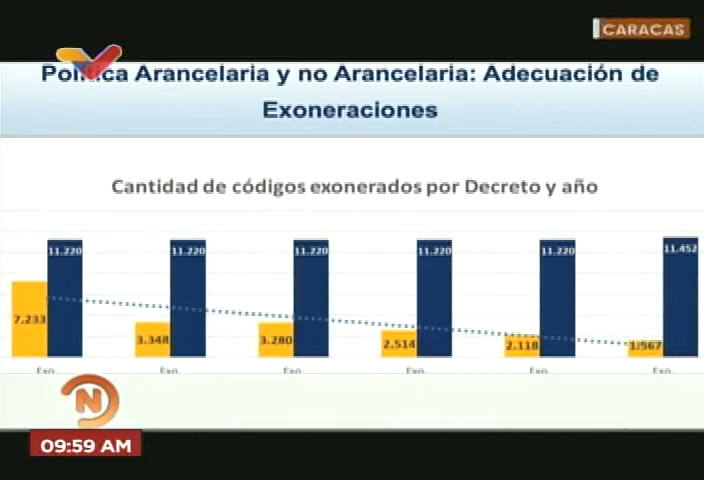 CARACAS
Política Arancelaria y no Arancelaria: Adecuación de
Exoneraciones
Cantidad de códigos exonerados por Decreto y año
11.220 11.220 11.220 11.220 11.220 11.452
7.233 3.348 3.280 2.514 2.118 1.567
Exo. Exo. Exo. Exo. Exo. Exo.
N
09:59 AM